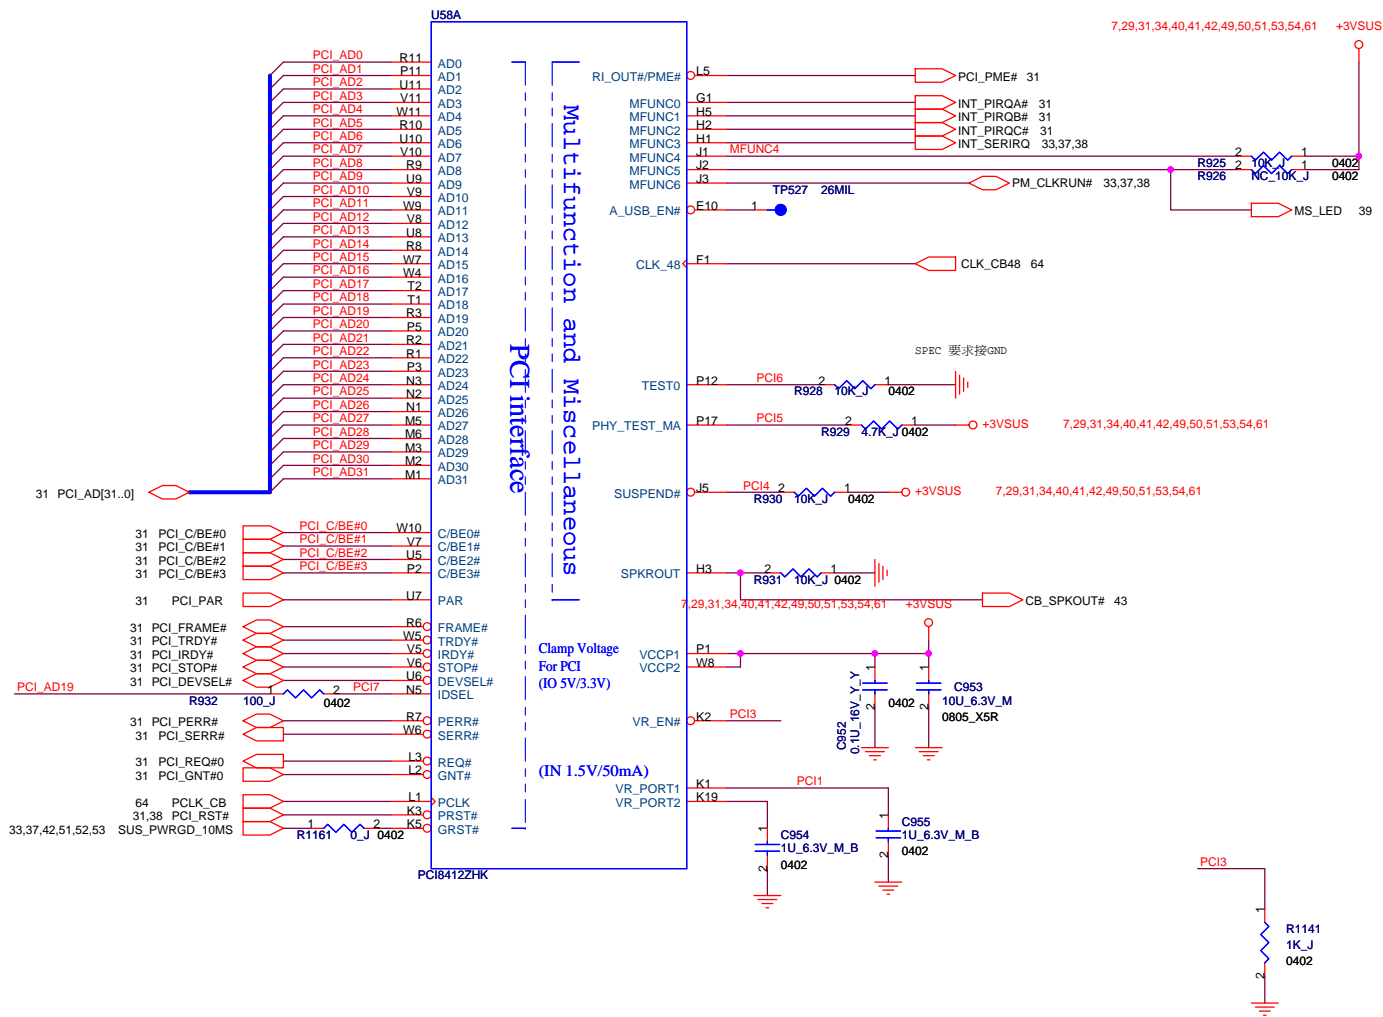 U58A
7,29,31,34,40,41,42,49,50,51,53,54,61 +3VSUS
PCI_AD0 R11 AD0
PCI_AD1 P11 AD1
PCI_AD2 U11 AD2
PCI_AD3 V11 AD3
PCI_AD4 W11 AD4
PCI_AD5 R10 AD5
PCI_AD6 U10 AD6
PCI_AD7 V10 AD7
PCI_AD8 R9 AD8
PCI_AD9 U9 AD9
PCI_AD10 V9 AD10
PCI_AD11 W9 AD11
PCI_AD12 V8 AD12
PCI_AD13 U8 AD13
PCI_AD14 R8 AD14
PCI_AD15 W7 AD15
PCI_AD16 W4 AD16
PCI_AD17 T2 AD17
PCI_AD18 T1 AD18
PCI_AD19 R3 AD19
PCI_AD20 P5 AD20
PCI_AD21 R2 AD21
PCI_AD22 R1 AD22
PCI_AD23 P3 AD23
PCI_AD24 N3 AD24
PCI_AD25 N2 AD25
PCI_AD26 N1 AD26
PCI_AD27 M5 AD27
PCI_AD28 M6 AD28
PCI_AD29 M3 AD29
PCI_AD30 M2 AD30
PCI_AD31 M1 AD31
31 PCI_AD[31..0]
31 PCI_C/BE#0 PCI_C/BE#0 W10 C/BE0#
31 PCI_C/BE#1 PCI_C/BE#1 V7 C/BE1#
31 PCI_C/BE#2 PCI_C/BE#2 U5 C/BE2#
31 PCI_C/BE#3 PCI_C/BE#3 P2 C/BE3#
31 PCI_PAR U7 PAR
31 PCI_FRAME# R6 FRAME#
31 PCI_TRDY# W5 TRDY#
31 PCI_IRDY# V5 IRDY#
31 PCI_STOP# V6 STOP#
31 PCI_DEVSEL# U6 DEVSEL#
PCI_AD19 1 2 PCI7 N5 IDSEL
R932 100_J 0402
31 PCI_PERR# R7 PERR#
31 PCI_SERR# W6 SERR#
31 PCI_REQ#0 L3 REQ#
31 PCI_GNT#0 L2 GNT#
64 PCLK_CB L1 PCLK
31,38 PCI_RST# K3 PRST#
33,37,42,51,52,53 SUS_PWRGD_10MS 1 2 K5 GRST#
R1161 0_J 0402
PCI8412ZHK
PCI interface
Multifunction and Miscellaneous
Clamp Voltage
For PCI
(IO 5V/3.3V)
(IN 1.5V/50mA)
RI_OUT#/PME# L5 PCI_PME# 31
MFUNC0 G1 INT_PIRQA# 31
MFUNC1 H5 INT_PIRQB# 31
MFUNC2 H2 INT_PIRQC# 31
MFUNC3 H1 INT_SERIRQ 33,37,38
MFUNC4 J1 MFUNC4 2 1
R925 10K_J 0402
MFUNC5 J2 2 1
R926 NC_10K_J 0402
MFUNC6 J3 PM_CLKRUN# 33,37,38
TP527 26MIL
A_USB_EN# E10 1
MS_LED 39
CLK_48 F1 CLK_CB48 64
SPEC 要求接GND
TEST0 P12 PCI6 2 1
R928 10K_J 0402
PHY_TEST_MA P17 PCI5 2 1 +3VSUS 7,29,31,34,40,41,42,49,50,51,53,54,61
R929 4.7K_J 0402
SUSPEND# J5 PCI4 2 1 +3VSUS 7,29,31,34,40,41,42,49,50,51,53,54,61
R930 10K_J 0402
SPKROUT H3 2 1
R931 10K_J 0402
CB_SPKOUT# 43
7,29,31,34,40,41,42,49,50,51,53,54,61 +3VSUS
VCCP1 P1
VCCP2 W8
1 2 C952 0.1U_16V_Y_Y 0402
1 2 C953
10U_6.3V_M
0805_X5R
VR_EN# K2 PCI3
VR_PORT1 K1 PCI1
VR_PORT2 K19
1 2 C954
1U_6.3V_M_B
0402
1 2 C955
1U_6.3V_M_B
0402
PCI3
1 2 R1141
1K_J
0402